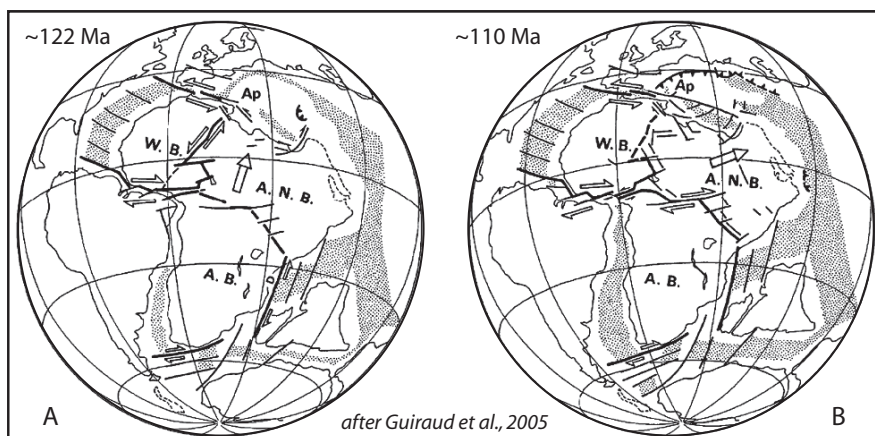 ~122 Ma
Ap
W. B.
A. N. B.
A. B.
A
~110 Ma
Ap
W. B.
A. N. B.
A. B.
B
after Guiraud et al., 2005